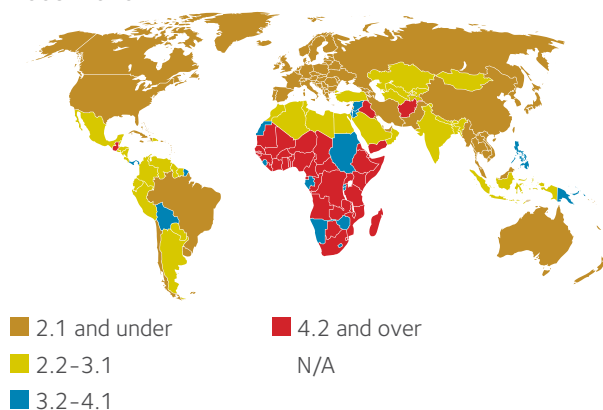 2.1 and under
2.2–3.1
3.2–4.1
4.2 and over
N/A